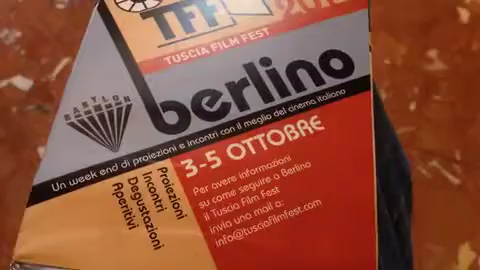 TFF
TUSCIA FILM FEST
berlino
BABYLON
Un week end di proiezioni e incontri con il meglio del cinema italiano
3-5 OTTOBRE
Proiezioni
Incontri
Degustazioni
Aperitivi
Per avere informazioni
su come seguire a Berlino
il Tuscia Film Fest
invia una mail a:
info@tusciafilmfest.com